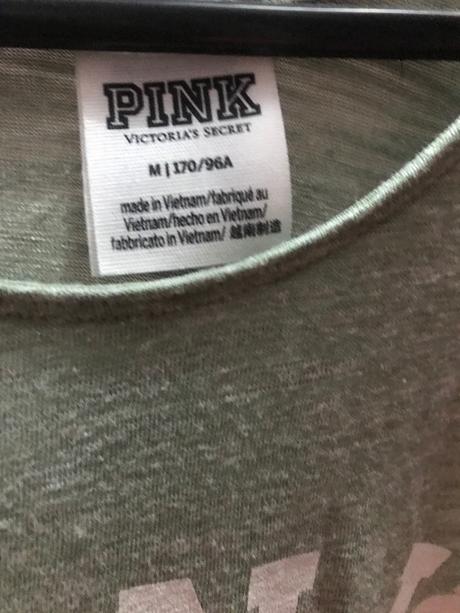 PINK
VICTORIA'S SECRET
M | 170/96A
made in Vietnam/fabriqué au
Vietnam/hecho en Vietnam/
fabbricato in Vietnam/ 越南制造